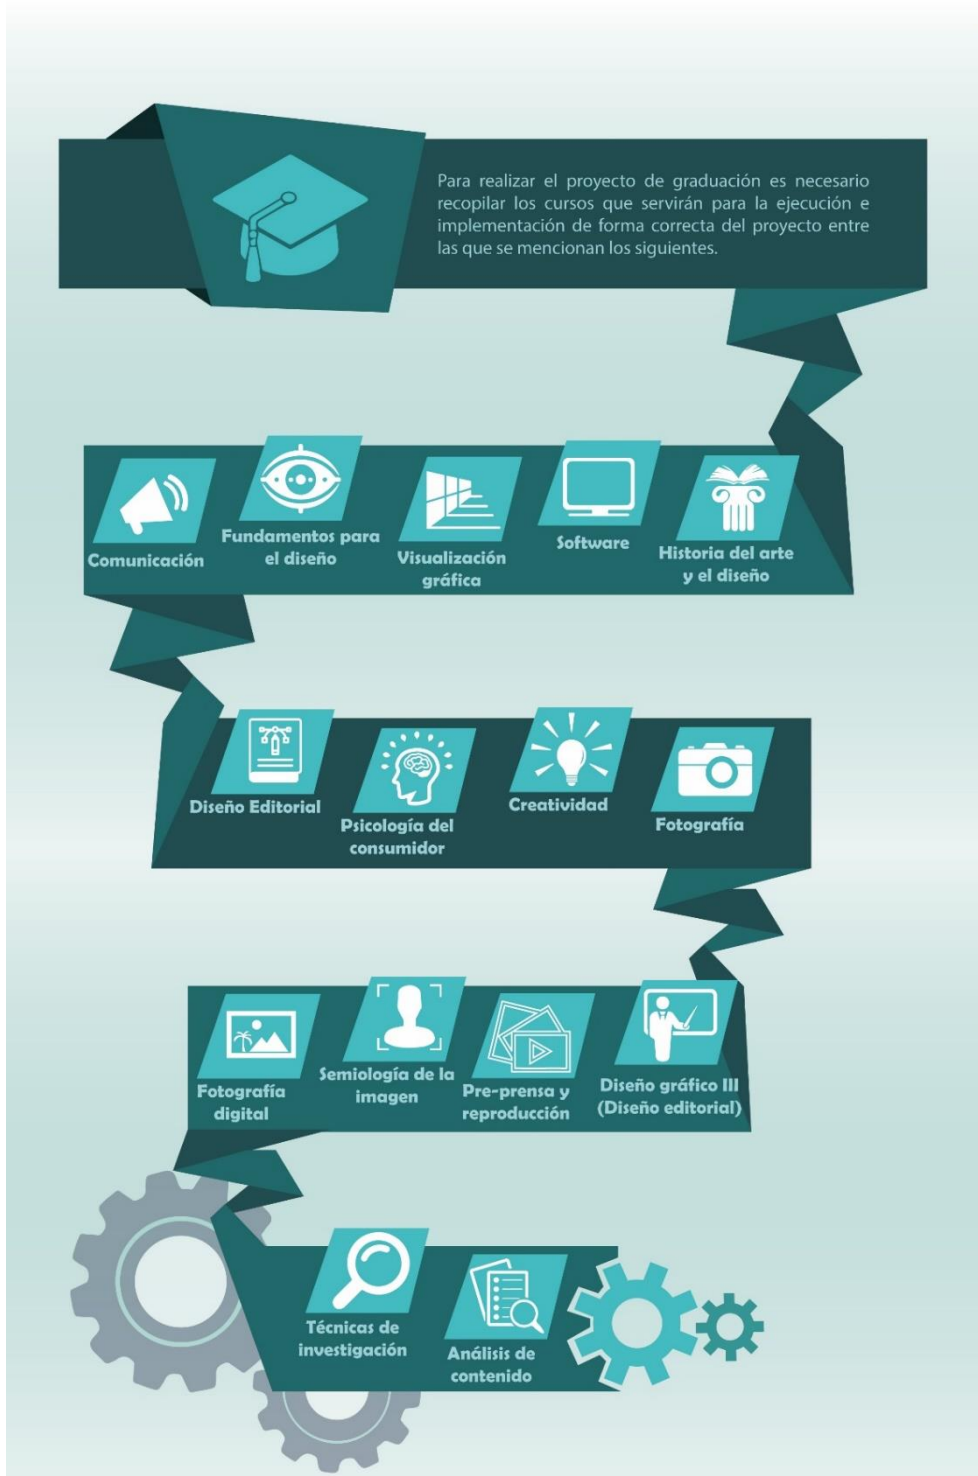 Para realizar el proyecto de graduación es necesario
recopilar los cursos que servirán para la ejecución e
implementación de forma correcta del proyecto entre
las que se mencionan los siguientes.
Comunicación
Fundamentos para
el diseño
Visualización
gráfica
Software
Historia del arte
y el diseño
Diseño Editorial
Psicología del
consumidor
Creatividad
Fotografía
Fotografía
digital
Semiología de la
imagen
Pre-prensa y
reproducción
Diseño gráfico III
(Diseño editorial)
Técnicas de
investigación
Análisis de
contenido